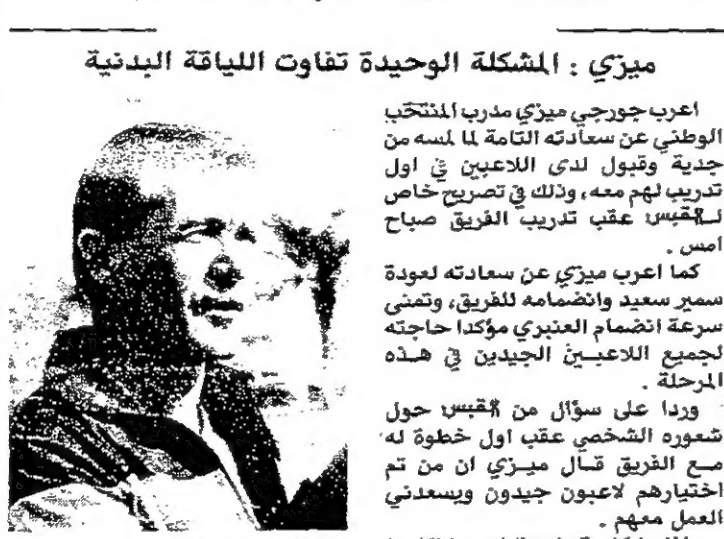 ميزي : المشكلة الوحيدة تفاوت اللياقة البدنية
اعرب جورجي ميزي مدرب المنتخب
الوطني عن سعادته التامة لما لمسه من
جدية وقبول لدى اللاعبين في اول
تدريب لهم معه، وذلك في تصريح خاص
لـ«القبس» عقب تدريب الفريق صباح
امس .
كما اعرب ميزي عن سعادته لعودة
سمير سعيد وانضمامه للفريق، وتمنى
سرعة انضمام العنبري مؤكدا حاجته
لجميع اللاعبين الجيدين في هذه
المرحلة .
وردا على سؤال من «القبس» حول
شعوره الشخصي عقب اول خطوة له
مع الفريق قال ميزي ان من تم
اختيارهم لاعبون جيدون ويسعدني
العمل معهم .